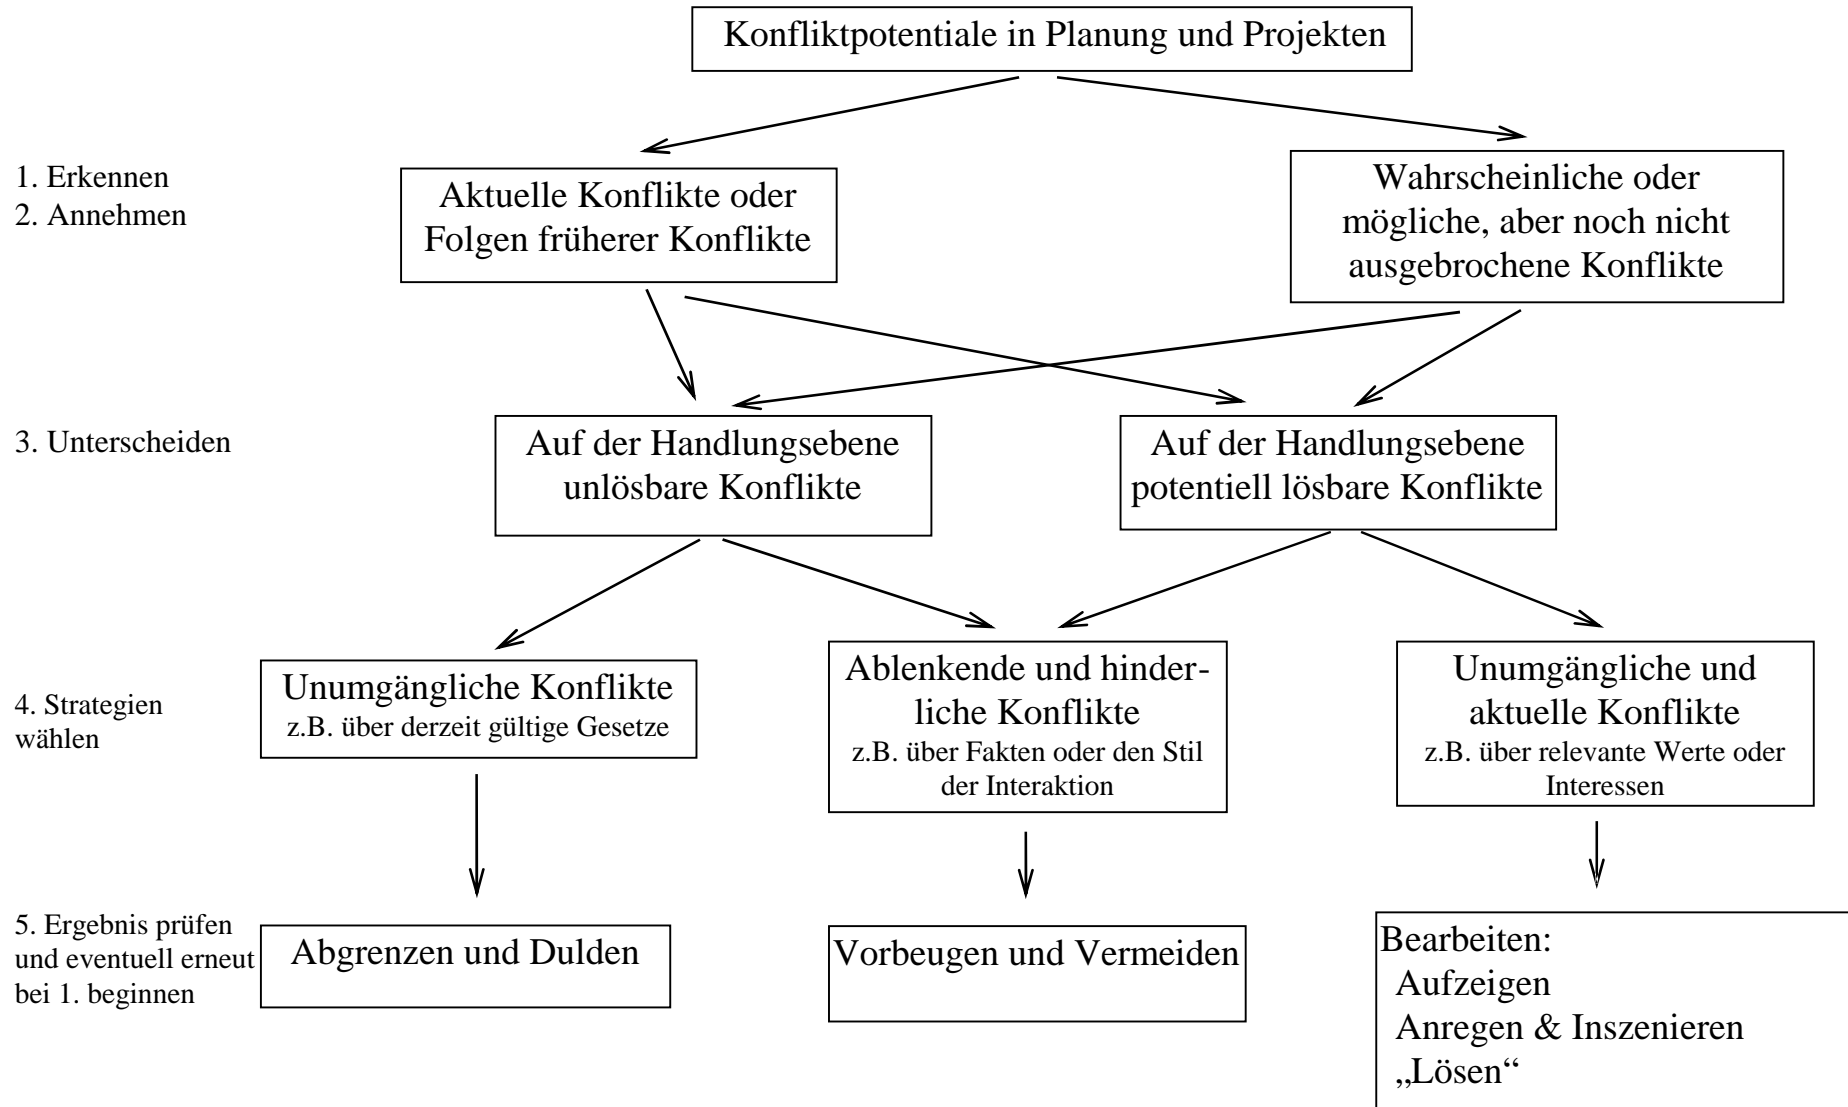 Konfliktpotentiale in Planung und Projekten
1. Erkennen
2. Annehmen
Aktuelle Konflikte oder
Folgen früherer Konflikte
Wahrscheinliche oder
mögliche, aber noch nicht
ausgebrochene Konflikte
3. Unterscheiden
Auf der Handlungsebene
unlösbare Konflikte
Auf der Handlungsebene
potentiell lösbare Konflikte
4. Strategien
wählen
Unumgängliche Konflikte
z.B. über derzeit gültige Gesetze
Ablenkende und hinder-
liche Konflikte
z.B. über Fakten oder den Stil
der Interaktion
Unumgängliche und
aktuelle Konflikte
z.B. über relevante Werte oder
Interessen
5. Ergebnis prüfen
und eventuell erneut
bei 1. beginnen
Abgrenzen und Dulden
Vorbeugen und Vermeiden
Bearbeiten:
Aufzeigen
Anregen & Inszenieren
„Lösen“